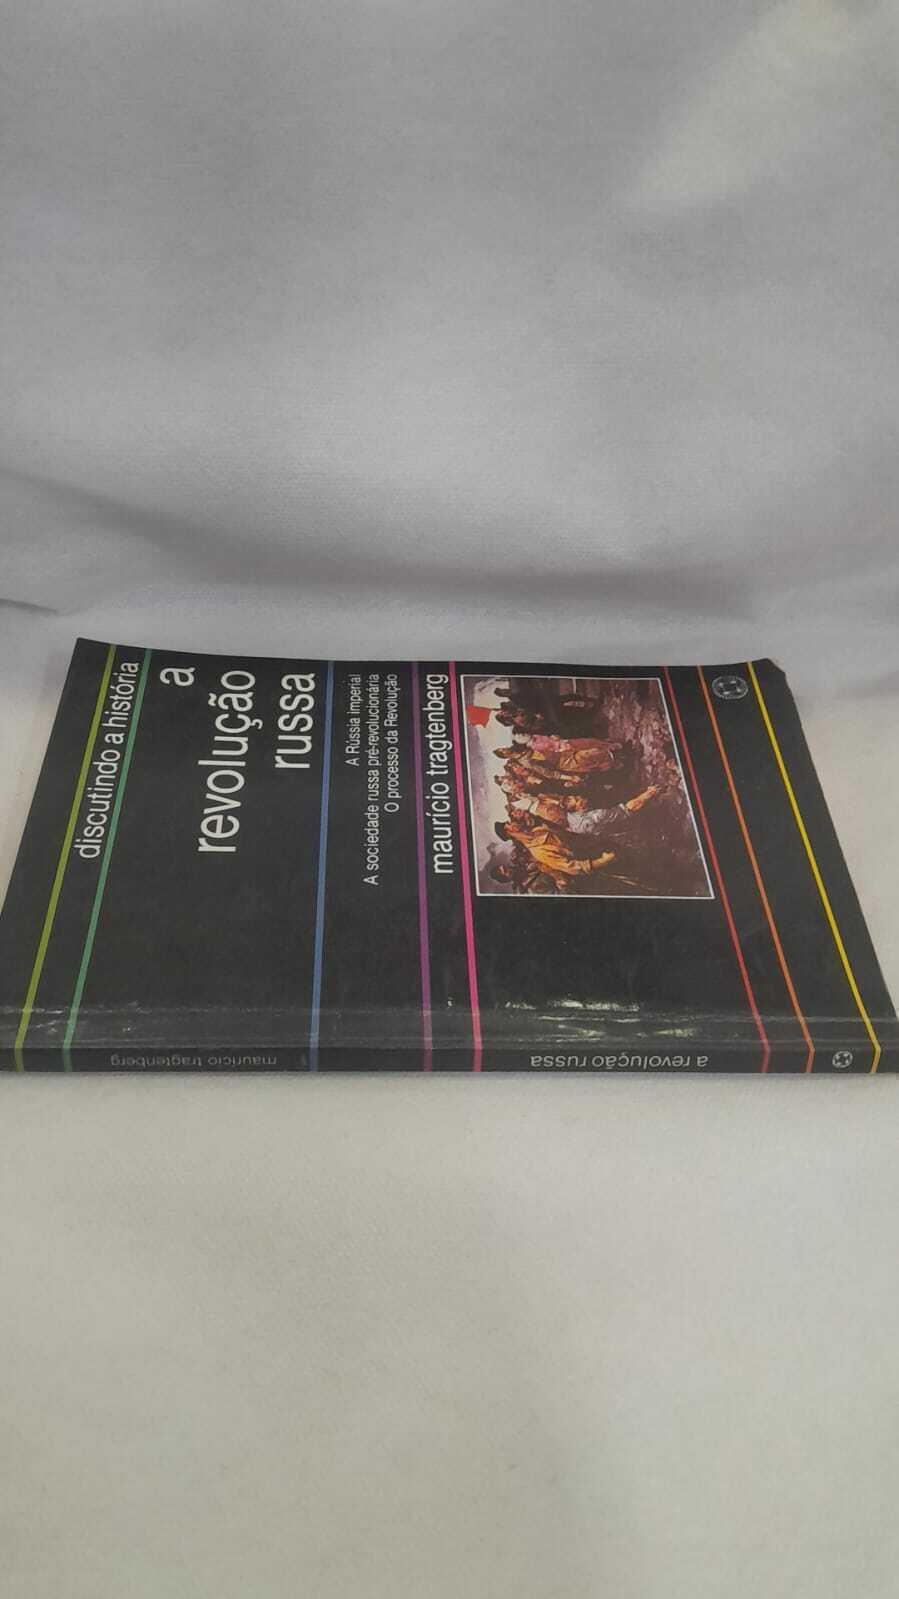 discutindo a história
a
revolução
russa
A Rússia imperial
A sociedade russa pré-revolucionária
O processo da Revolução
maurício tragtenberg
a revolução russa
maurício tragtenberg